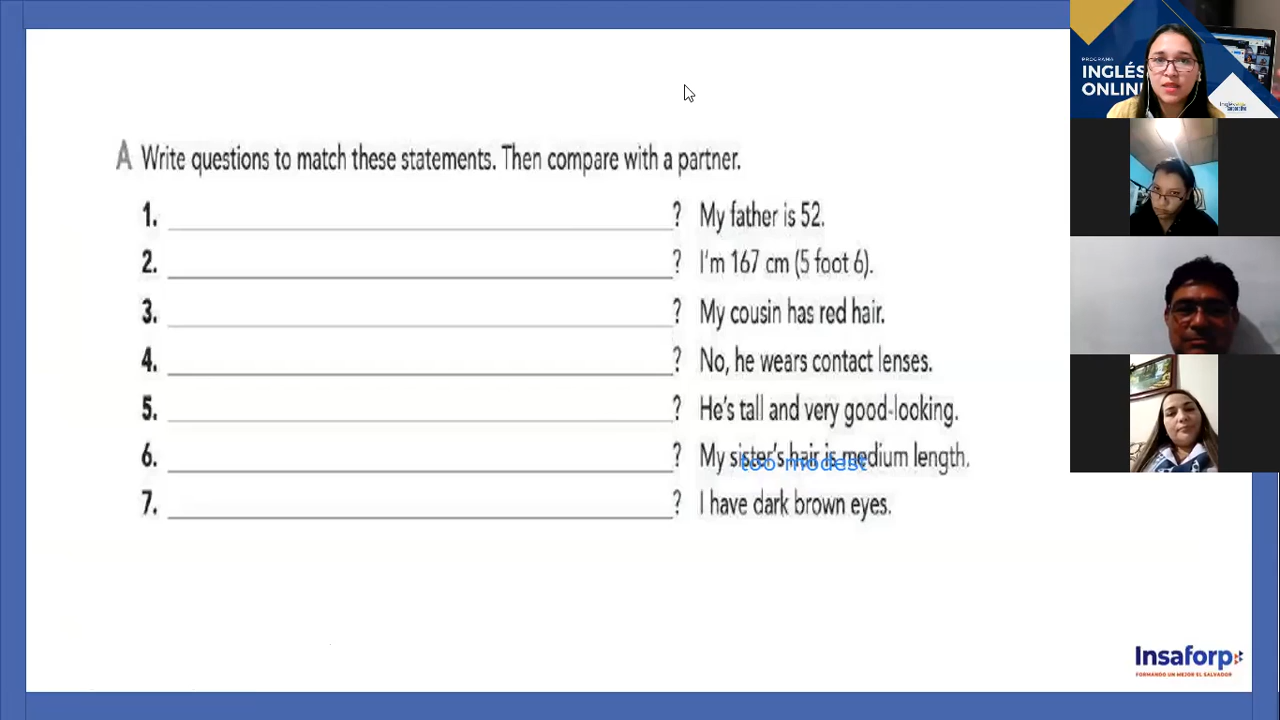 A Write questions to match these statements. Then compare with a partner.
1. ? My father is 52.
2. ? I'm 167 cm (5 foot 6).
3. ? My cousin has red hair.
4. ? No, he wears contact lenses.
5. ? He's tall and very good-looking.
6. ? My sister's hair is medium length.
too modest
7. ? I have dark brown eyes.
PROGRAMA
INGLÉS
ONLINE
Insaforp
FORMANDO UN MEJOR EL SALVADOR